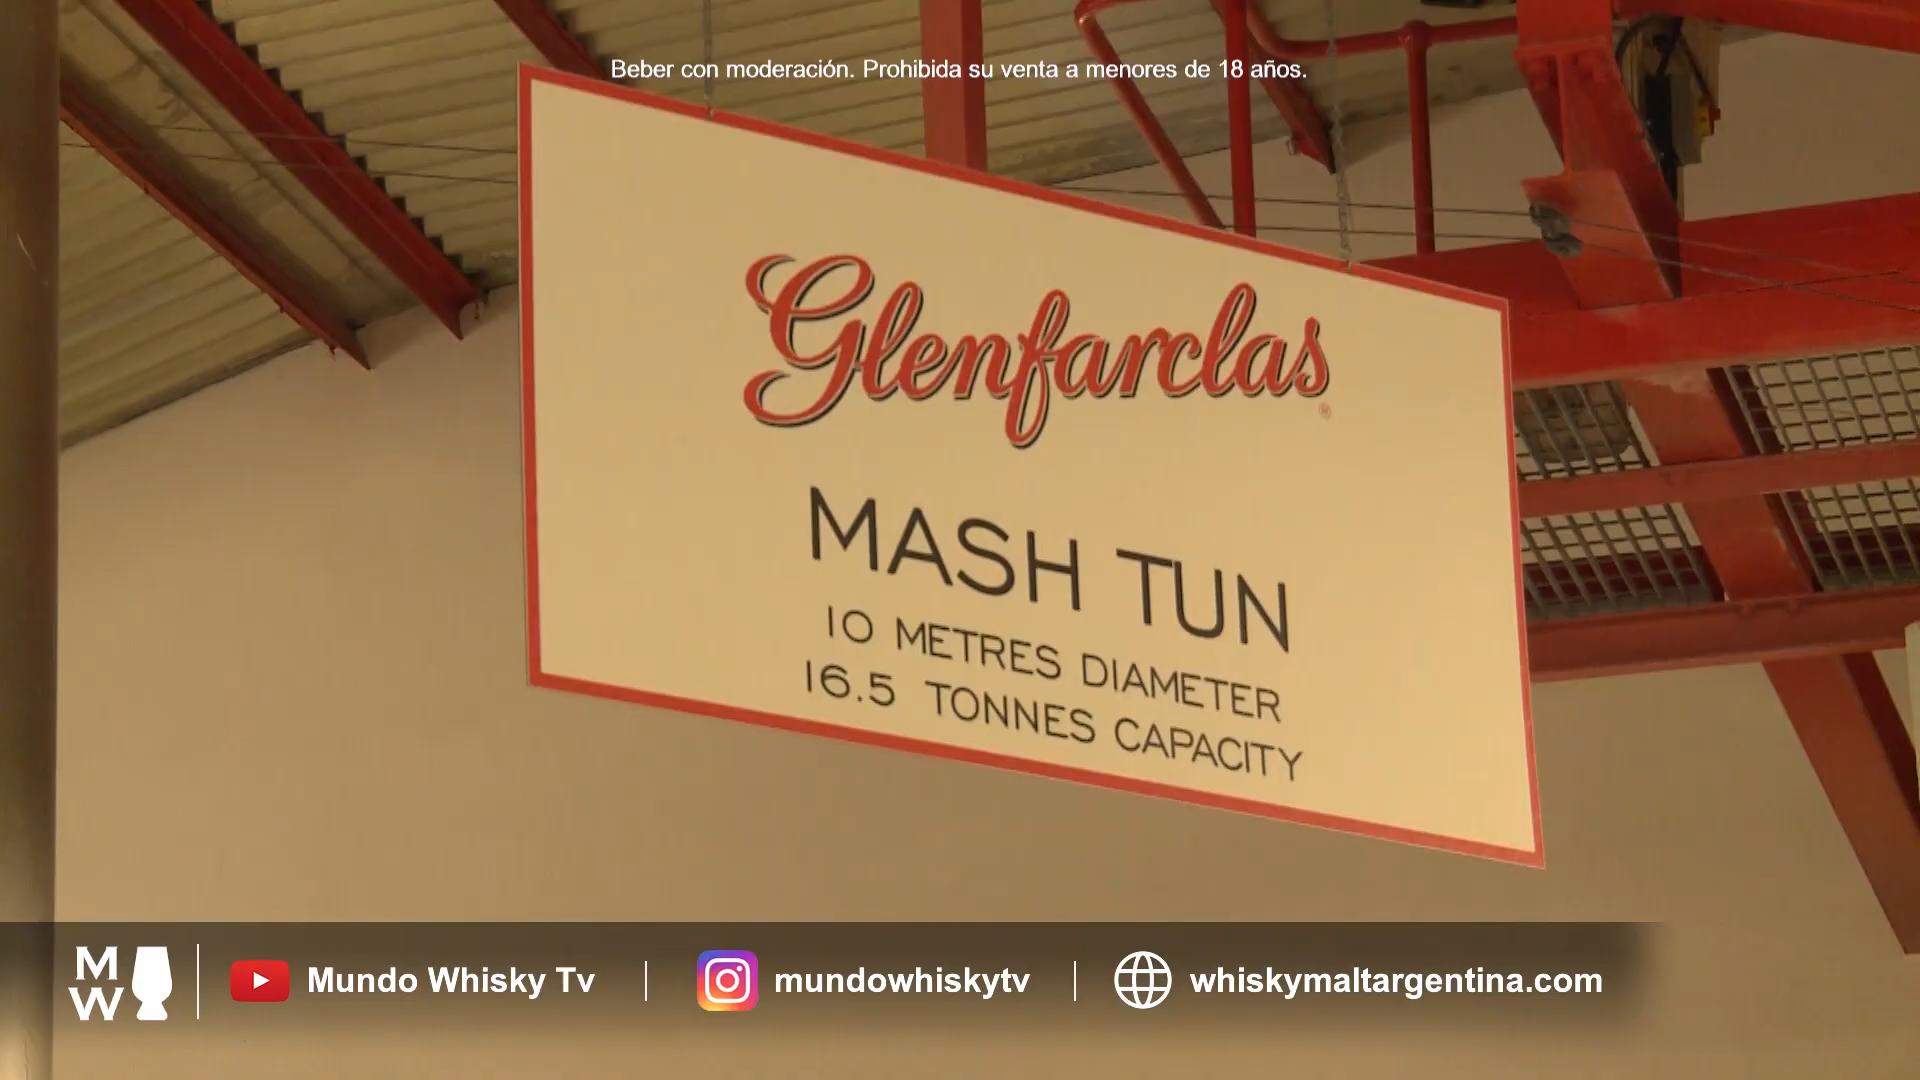 Beber con moderación. Prohibida su venta a menores de 18 años.
Glenfarclas®
MASH TUN
10 METRES DIAMETER
16.5 TONNES CAPACITY
MW
Mundo Whisky Tv | mundowhiskytv | whiskymaltargentina.com